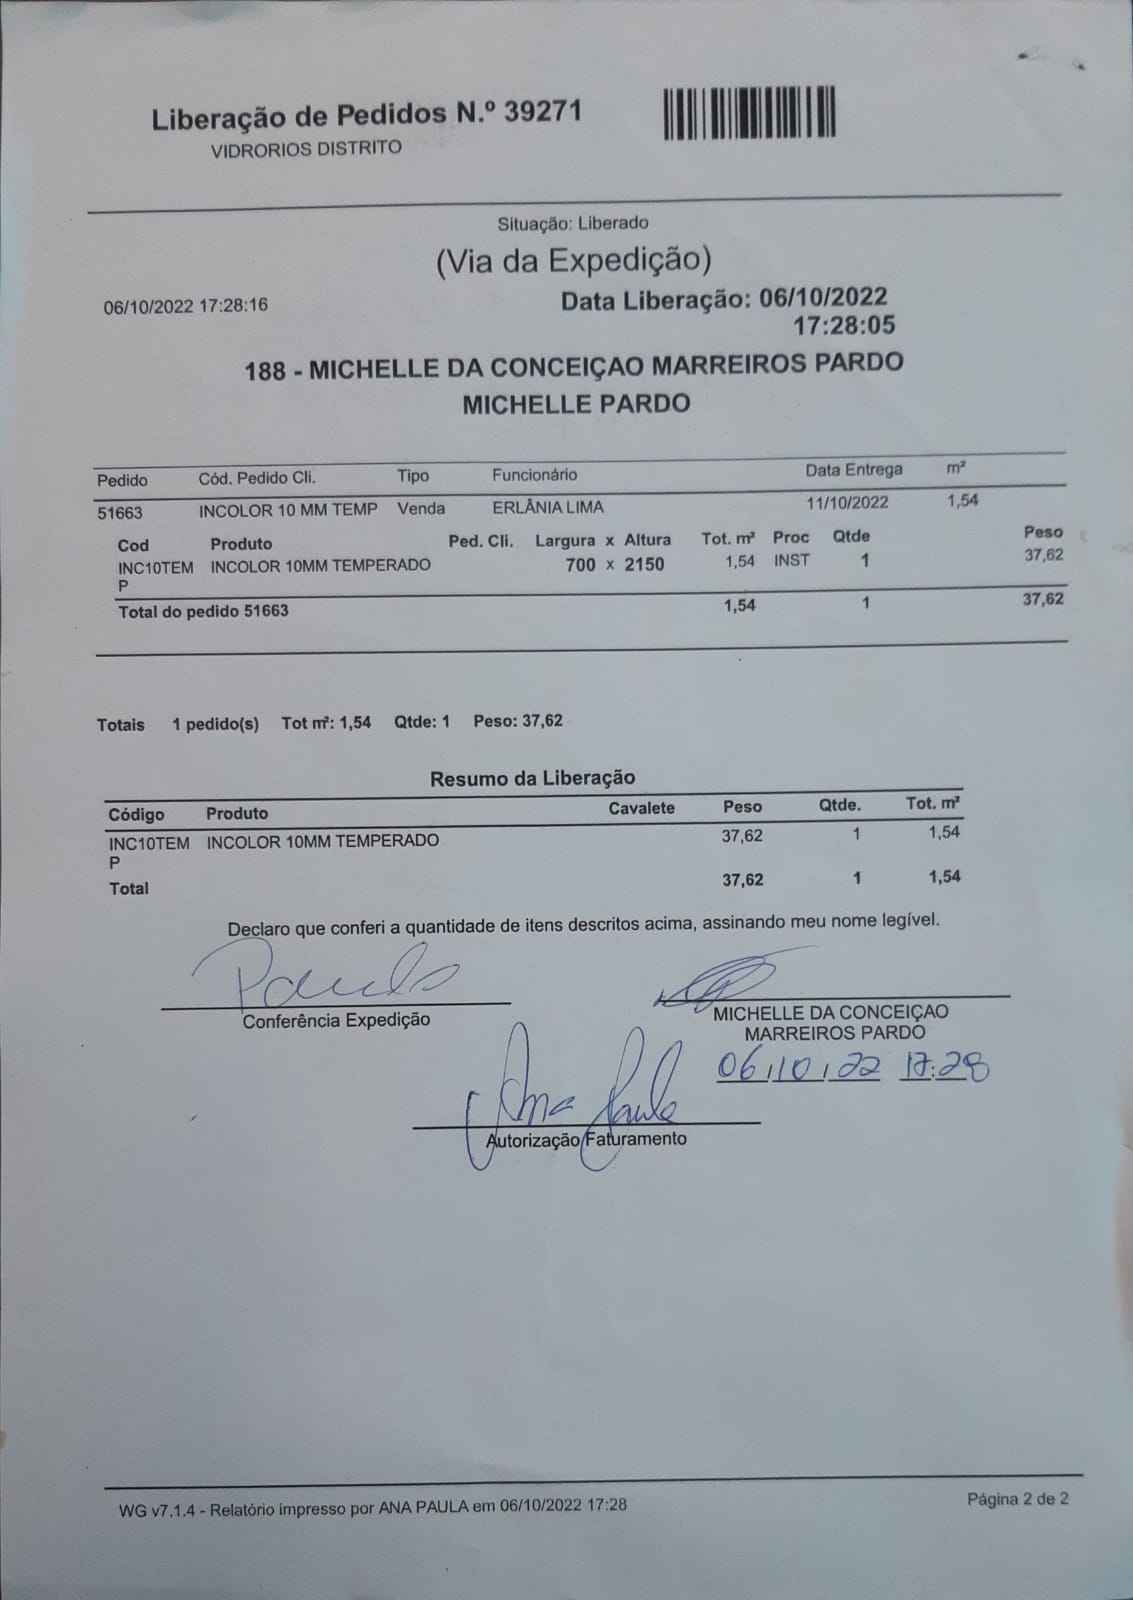 Liberação de Pedidos N.º 39271
VIDRORIOS DISTRITO
Situação: Liberado
(Via da Expedição)
06/10/2022 17:28:16 Data Liberação: 06/10/2022
17:28:05
188 - MICHELLE DA CONCEIÇAO MARREIROS PARDO
MICHELLE PARDO
Pedido Cód. Pedido Cli. Tipo Funcionário Data Entrega m²
51663 INCOLOR 10 MM TEMP Venda ERLÂNIA LIMA 11/10/2022 1,54
Cod Produto Ped. Cli. Largura x Altura Tot. m² Proc Qtde Peso
INC10TEM INCOLOR 10MM TEMPERADO 700 x 2150 1,54 INST 1 37,62
P
Total do pedido 51663 1,54 1 37,62
Totais 1 pedido(s) Tot m²: 1,54 Qtde: 1 Peso: 37,62
Resumo da Liberação
Código Produto Cavalete Peso Qtde. Tot. m²
INC10TEM INCOLOR 10MM TEMPERADO 37,62 1 1,54
P
Total 37,62 1 1,54
Declaro que conferi a quantidade de itens descritos acima, assinando meu nome legível.
Paulo
Conferência Expedição
MICHELLE DA CONCEIÇAO
MARREIROS PARDO
06/10/22 17:28
Ana Paula
Autorização Faturamento
WG v7.1.4 - Relatório impresso por ANA PAULA em 06/10/2022 17:28 Página 2 de 2